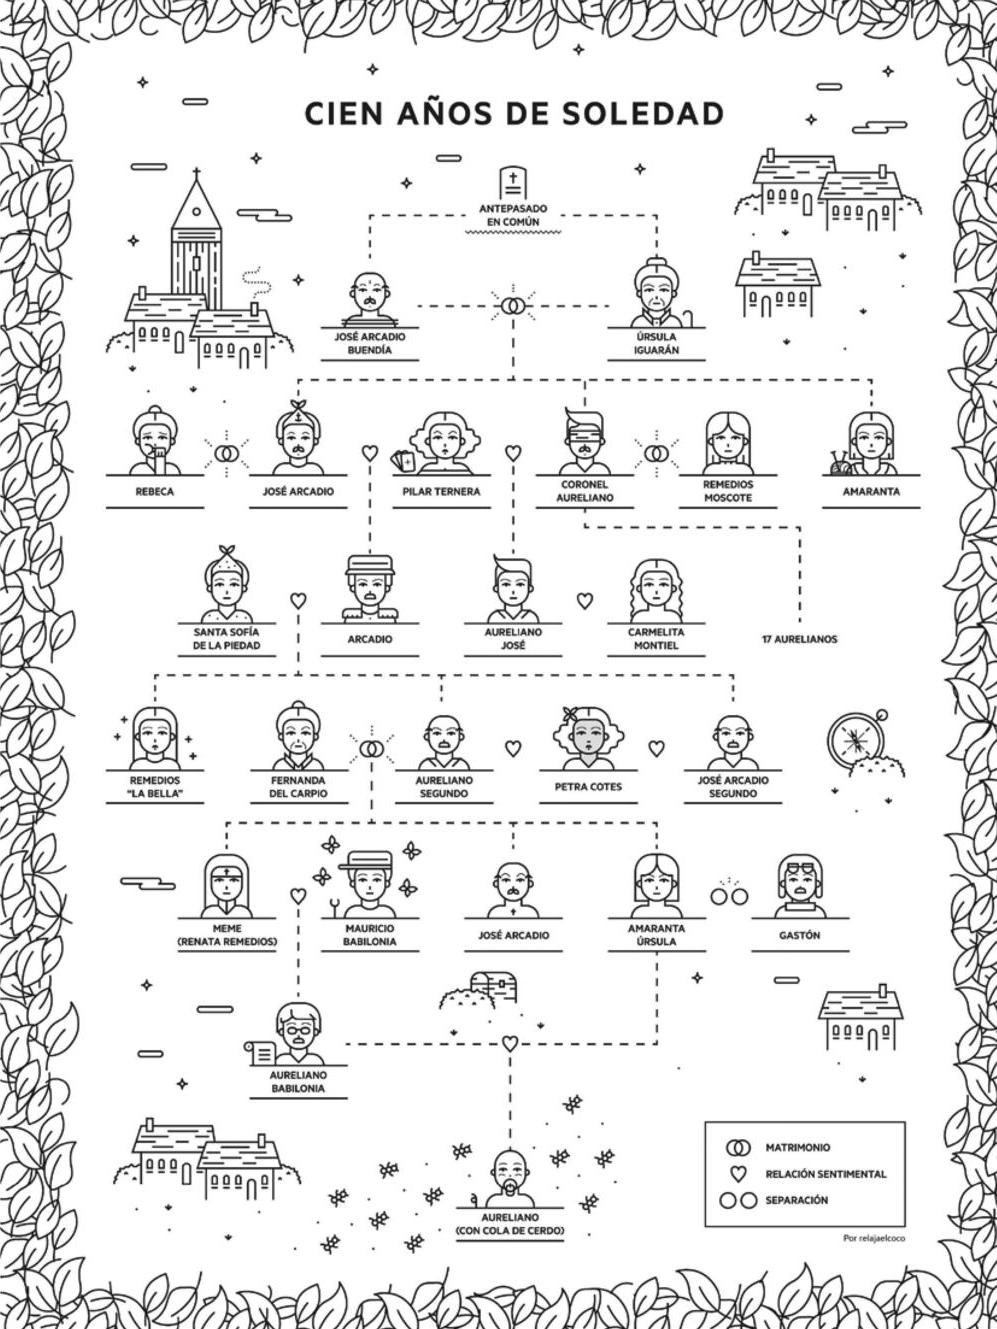 CIEN AÑOS DE SOLEDAD
ANTEPASADO
EN COMÚN
JOSÉ ARCADIO
BUENDÍA
ÚRSULA
IGUARÁN
REBECA
JOSÉ ARCADIO
PILAR TERNERA
CORONEL
AURELIANO
REMEDIOS
MOSCOTE
AMARANTA
SANTA SOFÍA
DE LA PIEDAD
ARCADIO
AURELIANO
JOSÉ
CARMELITA
MONTIEL
17 AURELIANOS
REMEDIOS
“LA BELLA”
FERNANDA
DEL CARPIO
AURELIANO
SEGUNDO
PETRA COTES
JOSÉ ARCADIO
SEGUNDO
MEME
(RENATA REMEDIOS)
MAURICIO
BABILONIA
JOSÉ ARCADIO
AMARANTA
ÚRSULA
GASTÓN
AURELIANO
BABILONIA
AURELIANO
(CON COLA DE CERDO)
MATRIMONIO
RELACIÓN SENTIMENTAL
SEPARACIÓN
Por relajaelcoco